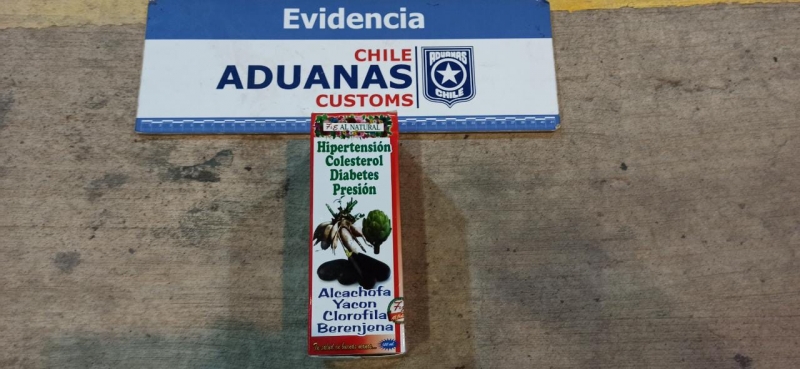 Evidencia
CHILE
ADUANAS
CUSTOMS
ADUANAS
CHILE
AL NATURAL
Hipertensión
Colesterol
Diabetes
Presión
Alcachofa
Yacon
Clorofila
Berenjena